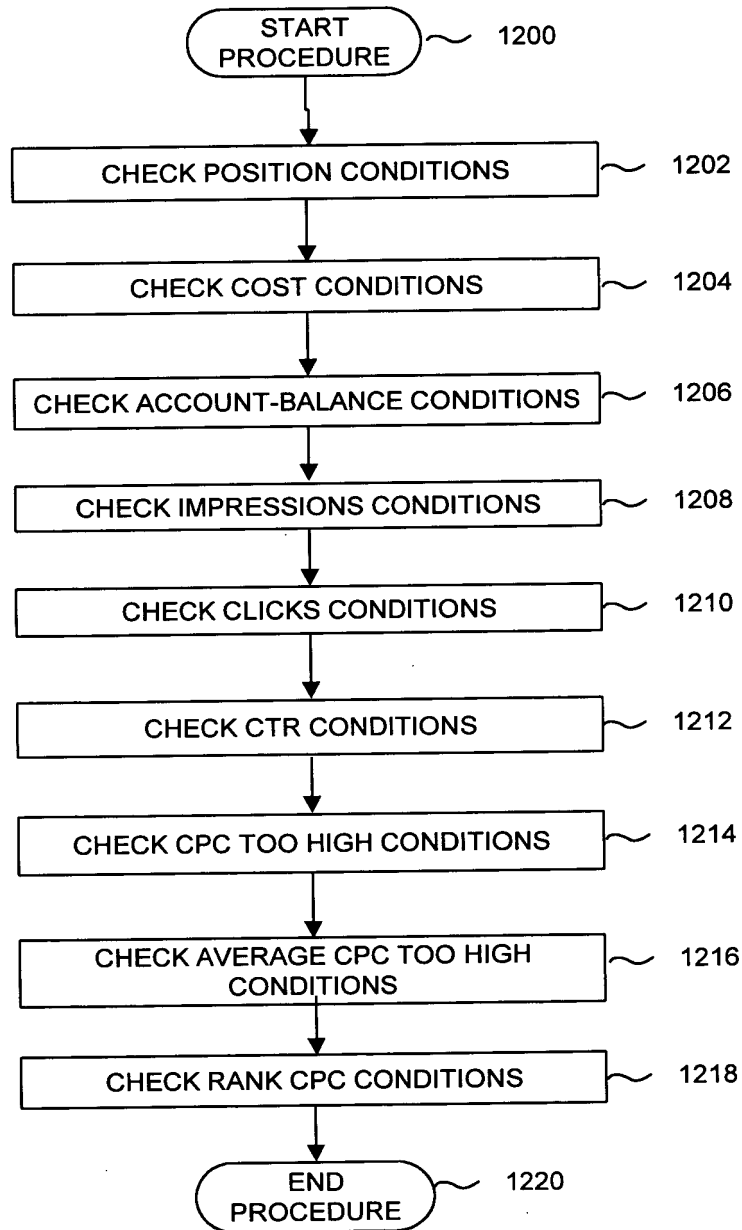 START
PROCEDURE
1200
CHECK POSITION CONDITIONS
1202
CHECK COST CONDITIONS
1204
CHECK ACCOUNT-BALANCE CONDITIONS
1206
CHECK IMPRESSIONS CONDITIONS
1208
CHECK CLICKS CONDITIONS
1210
CHECK CTR CONDITIONS
1212
CHECK CPC TOO HIGH CONDITIONS
1214
CHECK AVERAGE CPC TOO HIGH
CONDITIONS
1216
CHECK RANK CPC CONDITIONS
1218
END
PROCEDURE
1220